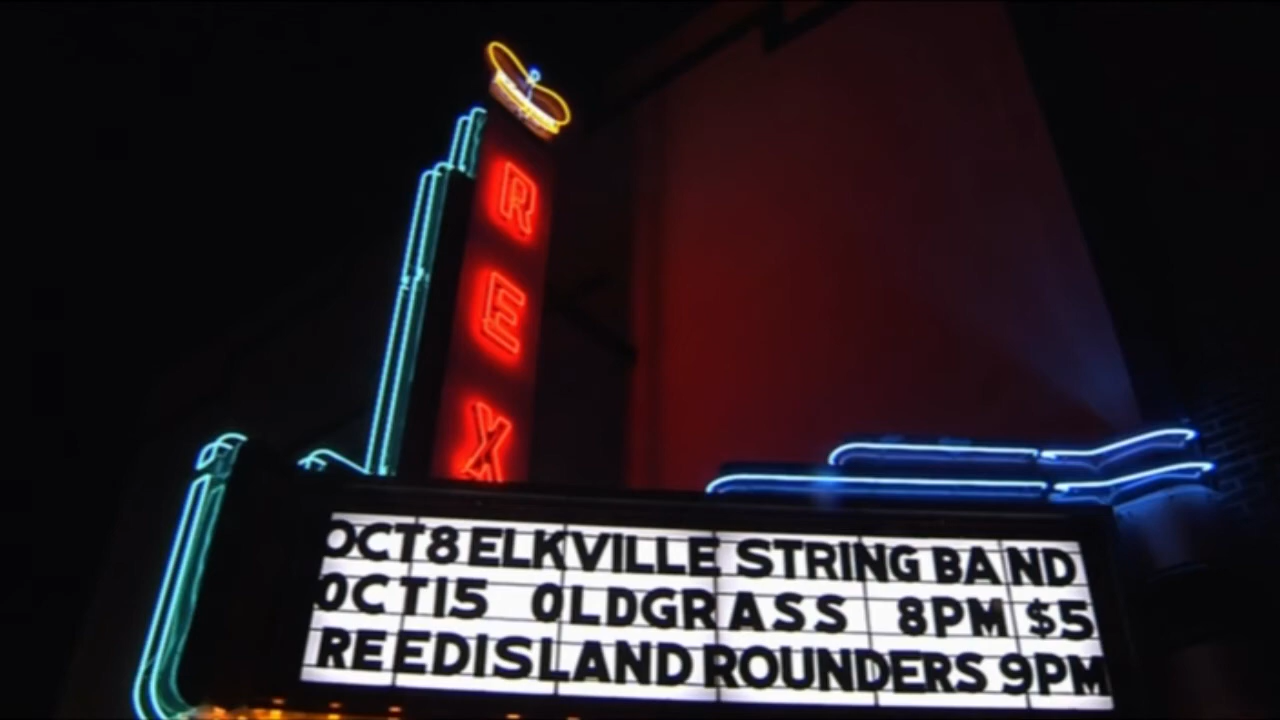 REX
OCT8 ELKVILLE STRING BAND
OCT15 OLDGRASS 8PM $5
REEDISLAND ROUNDERS 9PM